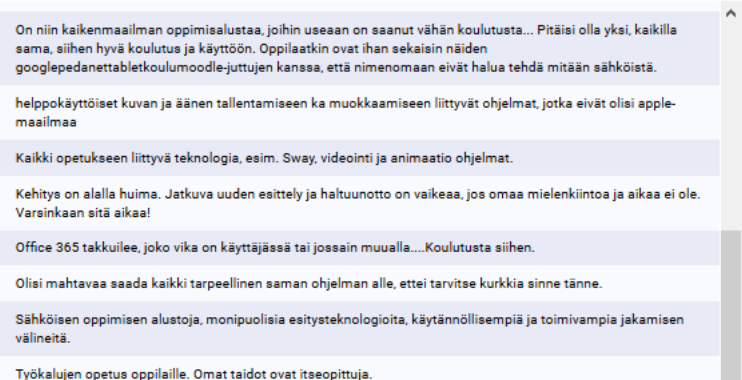 On niin kaikenmaailman oppimisalustaa, joihin useaan on saanut vähän koulutusta... Pitäisi olla yksi, kaikilla
sama, siihen hyvä koulutus ja käyttöön. Oppilaatkin ovat ihan sekaisin näiden
googlepedanettabletkoulumoodle-juttujen kanssa, että nimenomaan eivät halua tehdä mitään sähköistä.
helppokäyttöiset kuvan ja äänen tallentamiseen ka muokkaamiseen liittyvät ohjelmat, jotka eivät olisi apple-
maailmaa
Kaikki opetukseen liittyvä teknologia, esim. Sway, videointi ja animaatio ohjelmat.
Kehitys on alalla huima. Jatkuva uuden esittely ja haltuunotto on vaikeaa, jos omaa mielenkiintoa ja aikaa ei ole.
Varsinkaan sitä aikaa!
Office 365 takkuilee, joko vika on käyttäjässä tai jossain muualla....Koulutusta siihen.
Olisi mahtavaa saada kaikki tarpeellinen saman ohjelman alle, ettei tarvitse kurkkia sinne tänne.
Sähköisen oppimisen alustoja, monipuolisia esitysteknologioita, käytännöllisempiä ja toimivampia jakamisen
välineitä.
Työkalujen opetus oppilaille. Omat taidot ovat itseopittuja.